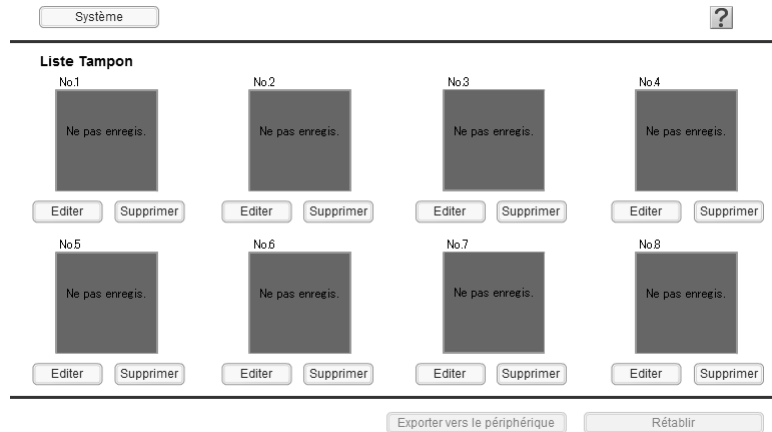 Système
?
Liste Tampon
No.1 No.2 No.3 No.4
Ne pas enregis. Ne pas enregis. Ne pas enregis. Ne pas enregis.
Editer Supprimer Editer Supprimer Editer Supprimer Editer Supprimer
No.5 No.6 No.7 No.8
Ne pas enregis. Ne pas enregis. Ne pas enregis. Ne pas enregis.
Editer Supprimer Editer Supprimer Editer Supprimer Editer Supprimer
Exporter vers le périphérique Rétablir